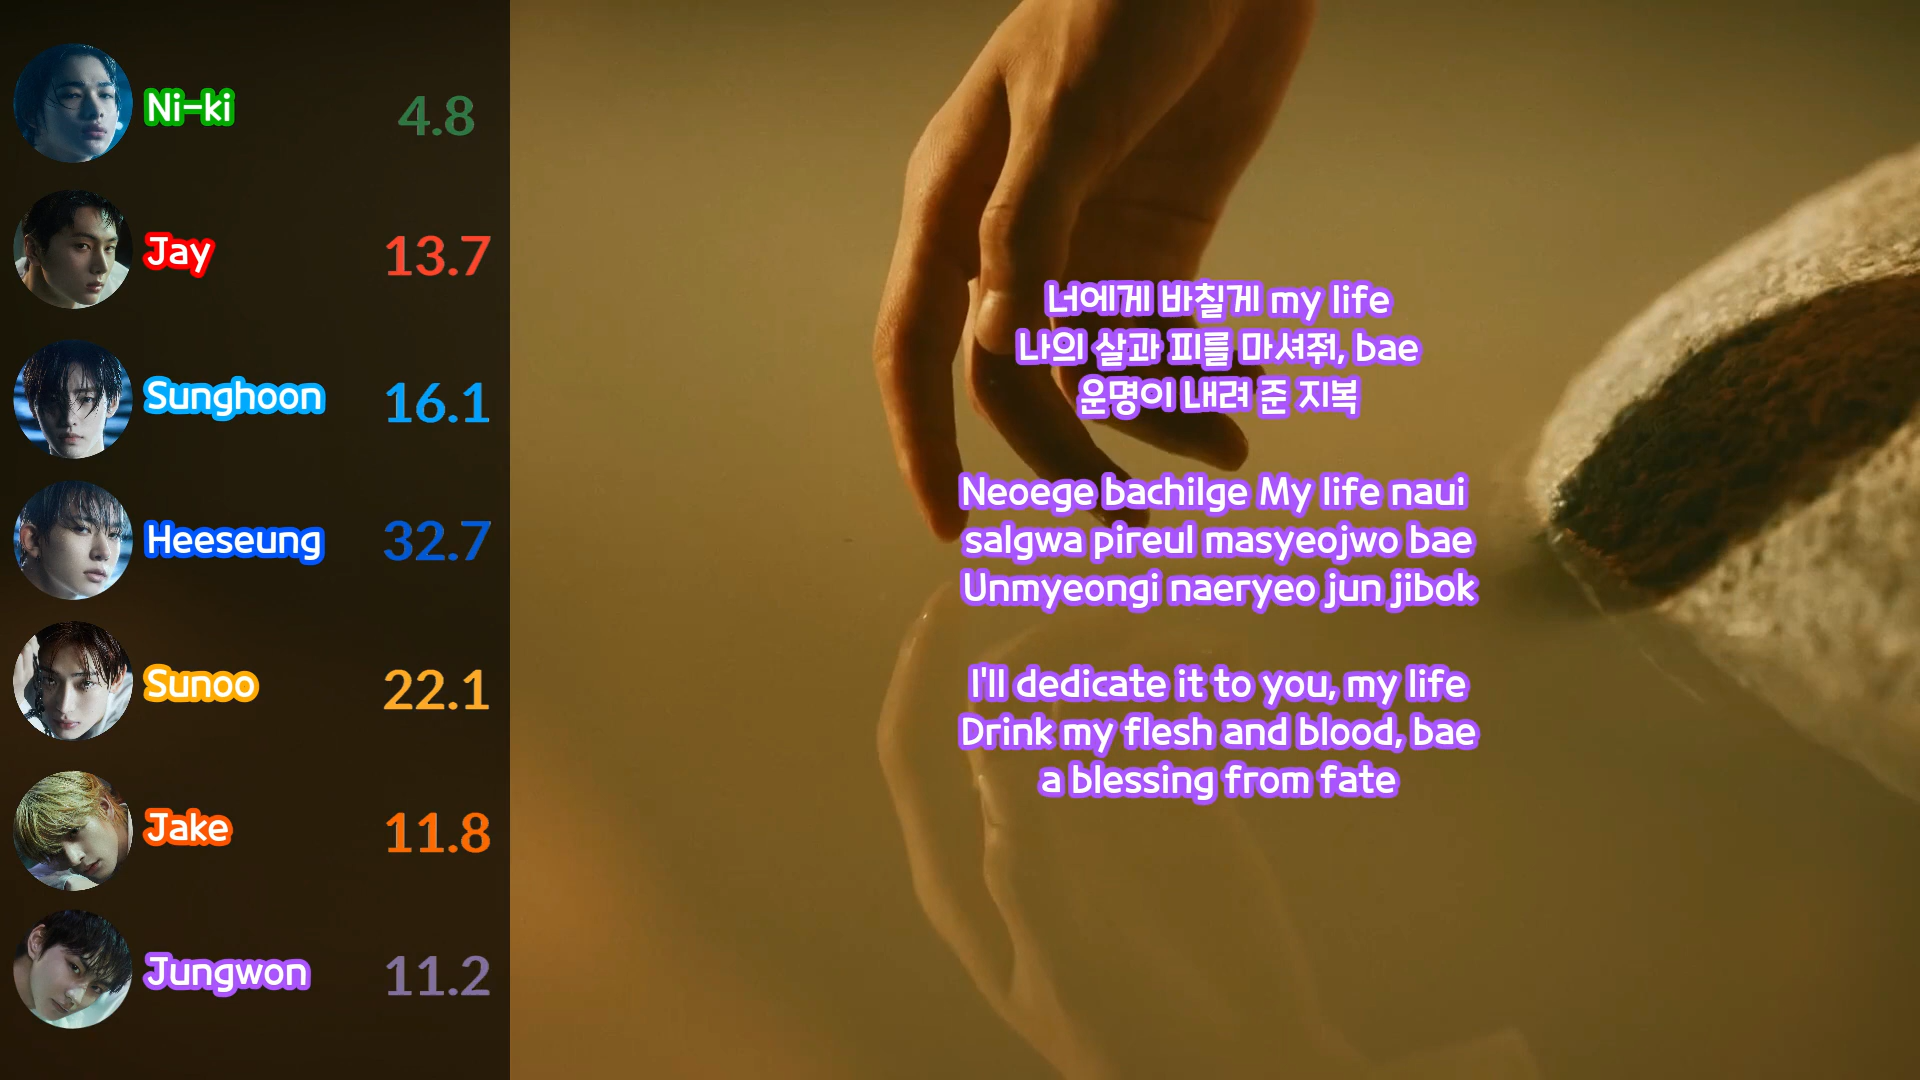 Ni-ki 4.8
Jay 13.7
Sunghoon 16.1
Heeseung 32.7
Sunoo 22.1
Jake 11.8
Jungwon 11.2
너에게 바칠게 my life
나의 살과 피를 마셔줘, bae
운명이 내려 준 지복
Neoege bachilge My life naui
salgwa pireul masyeojwo bae
Unmyeongi naeryeo jun jibok
I'll dedicate it to you, my life
Drink my flesh and blood, bae
a blessing from fate